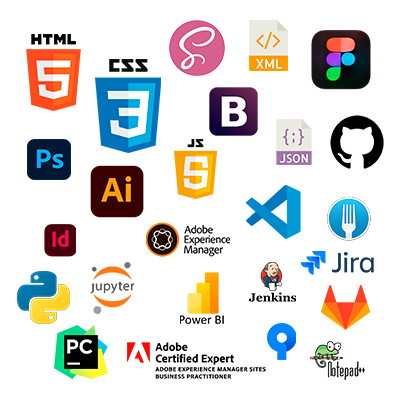 HTML
5
CSS
3
XML
B
JS
5
{;}
JSON
Ps
Ai
Id
Adobe
Experience
Manager
Jira
jupyter
Power BI
Jenkins
PC
Adobe
Certified Expert
ADOBE EXPERIENCE MANAGER SITES
BUSINESS PRACTITIONER
Notepad++